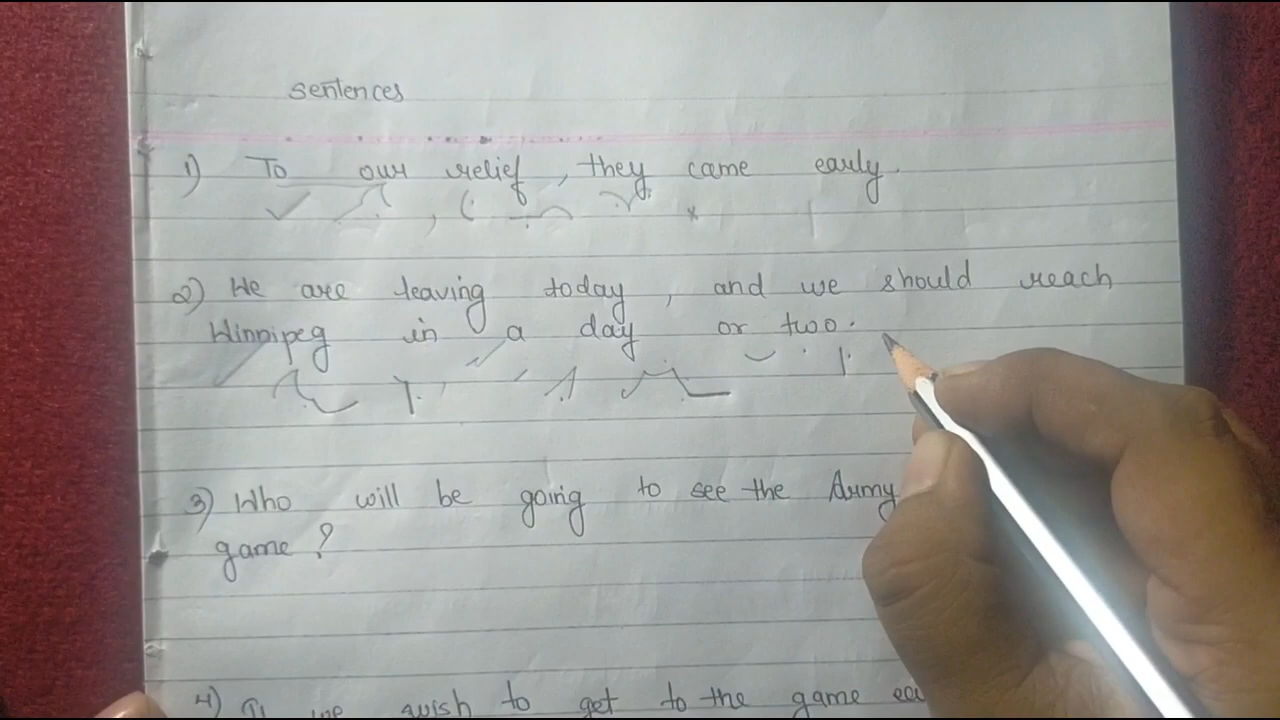 sentences
1) To our relief, they came early.
2) We are leaving today, and we should reach
Winnipeg in a day or two.
3) Who will be going to see the Army
game?
4) we wish to get to the game